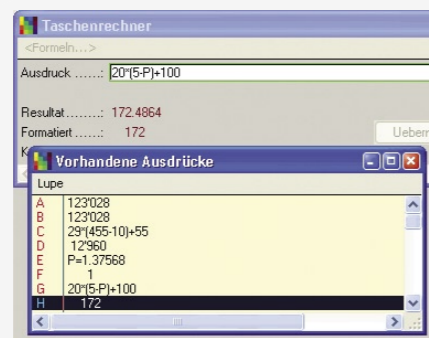 Taschenrechner
<Formeln...>
Ausdruck ......: 20*(5-P)+100
Resultat........: 172.4864
Formatiert ......: 172
Vorhandene Ausdrücke
Lupe
A 123'028
B 123'028
C 29*(455-10)+55
D 12'960
E P=1.37568
F 1
G 20*(5-P)+100
H 172